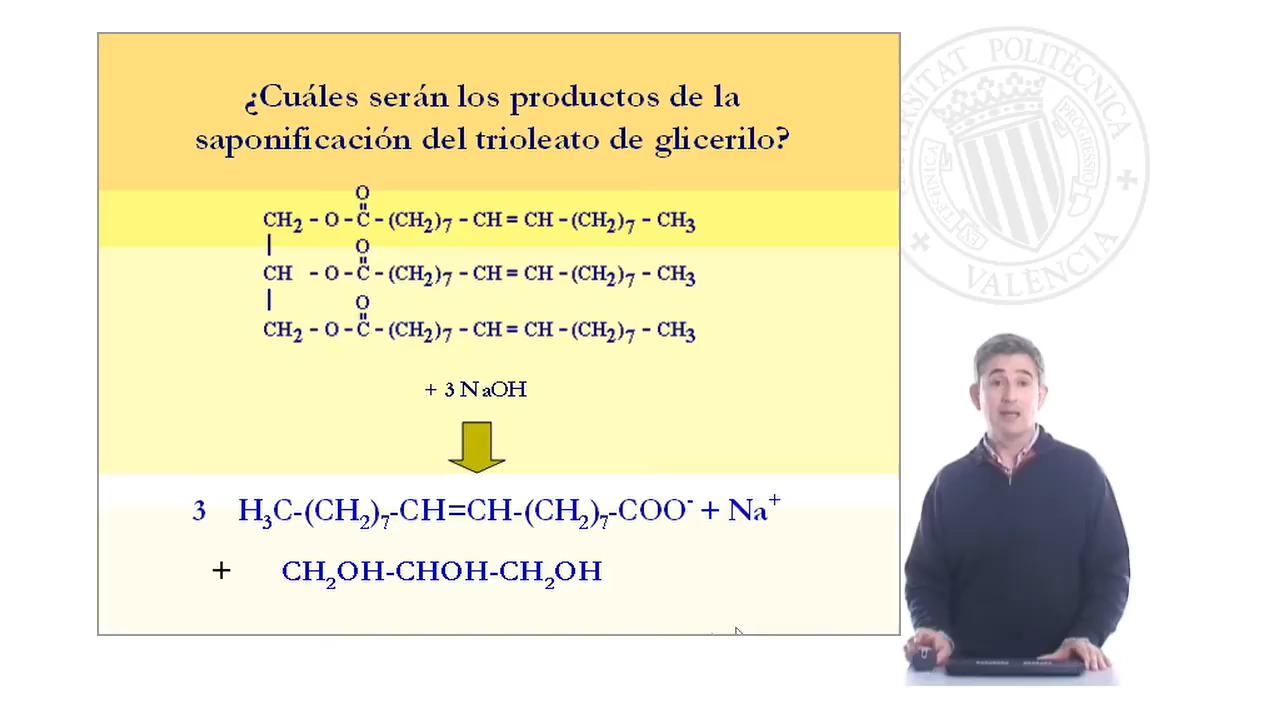 ¿Cuáles serán los productos de la
saponificación del trioleato de glicerilo?
O
CH₂ - O - C - (CH₂)₇ - CH = CH - (CH₂)₇ - CH₃
O
CH - O - C - (CH₂)₇ - CH = CH - (CH₂)₇ - CH₃
O
CH₂ - O - C - (CH₂)₇ - CH = CH - (CH₂)₇ - CH₃
+ 3 NaOH
3 H₃C-(CH₂)₇-CH=CH-(CH₂)₇-COO⁻ + Na⁺
+ CH₂OH-CHOH-CH₂OH
POLITÈCNICA
VALÈNCIA